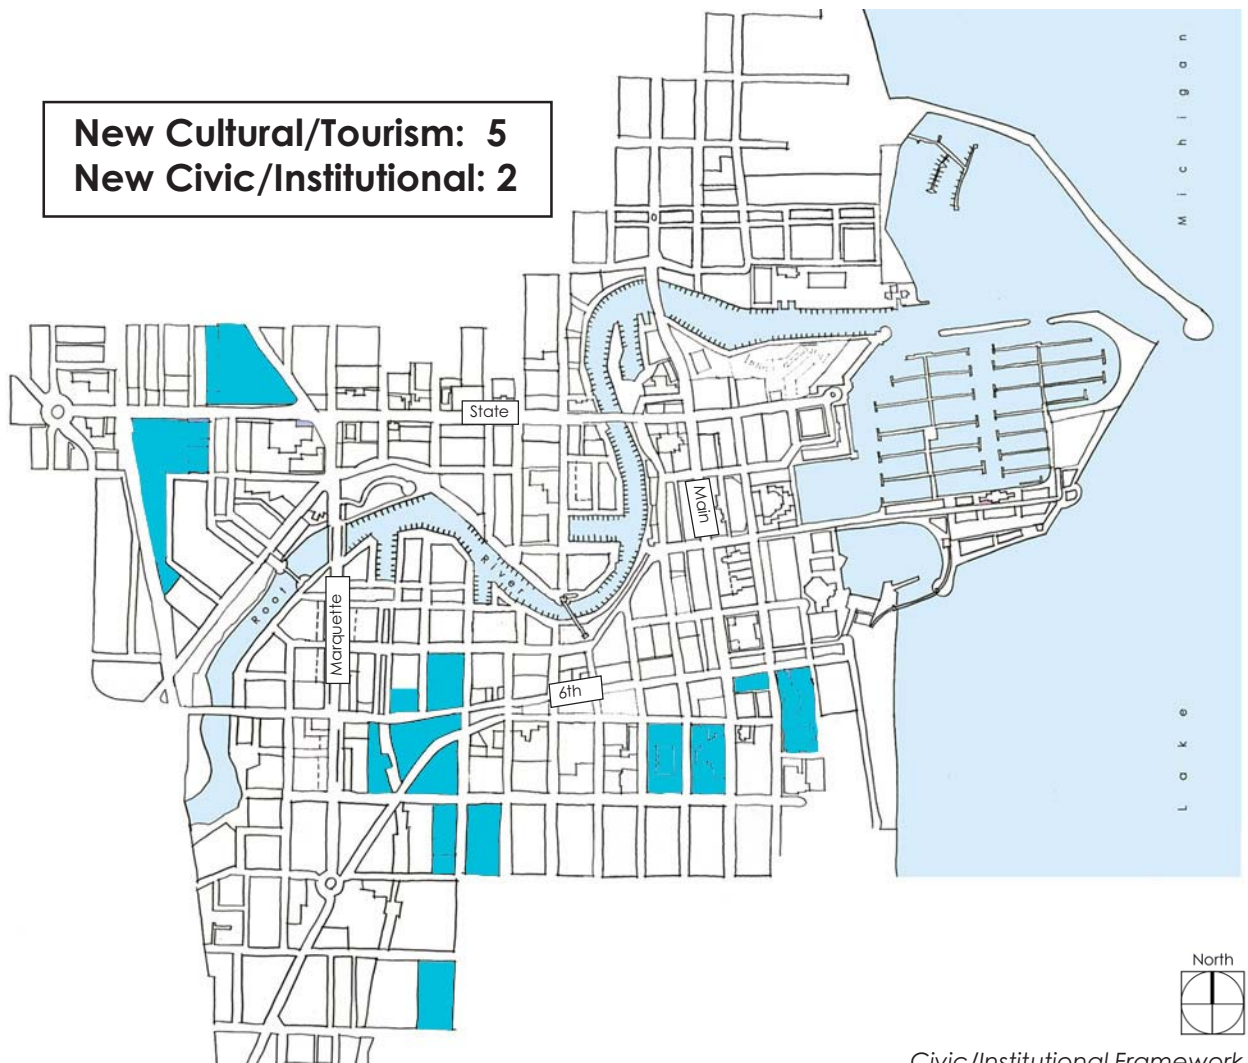 New Cultural/Tourism: 5
New Civic/Institutional: 2
Michigan
State
Main
River
Root
Marquette
6th
Lake
North
Civic/Institutional Framework